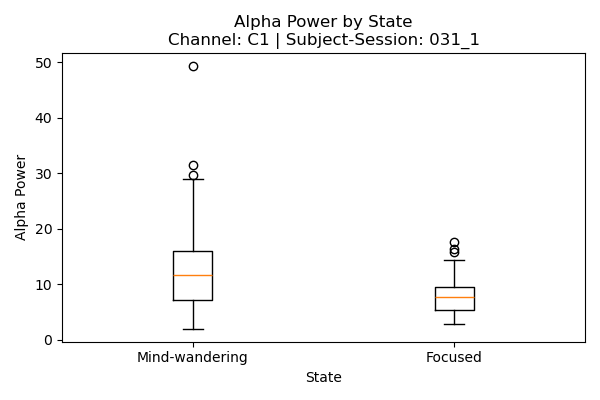 Alpha Power by State
Channel: C1 | Subject-Session: 031_1
Alpha Power
50
40
30
20
10
0
Mind-wandering
Focused
State